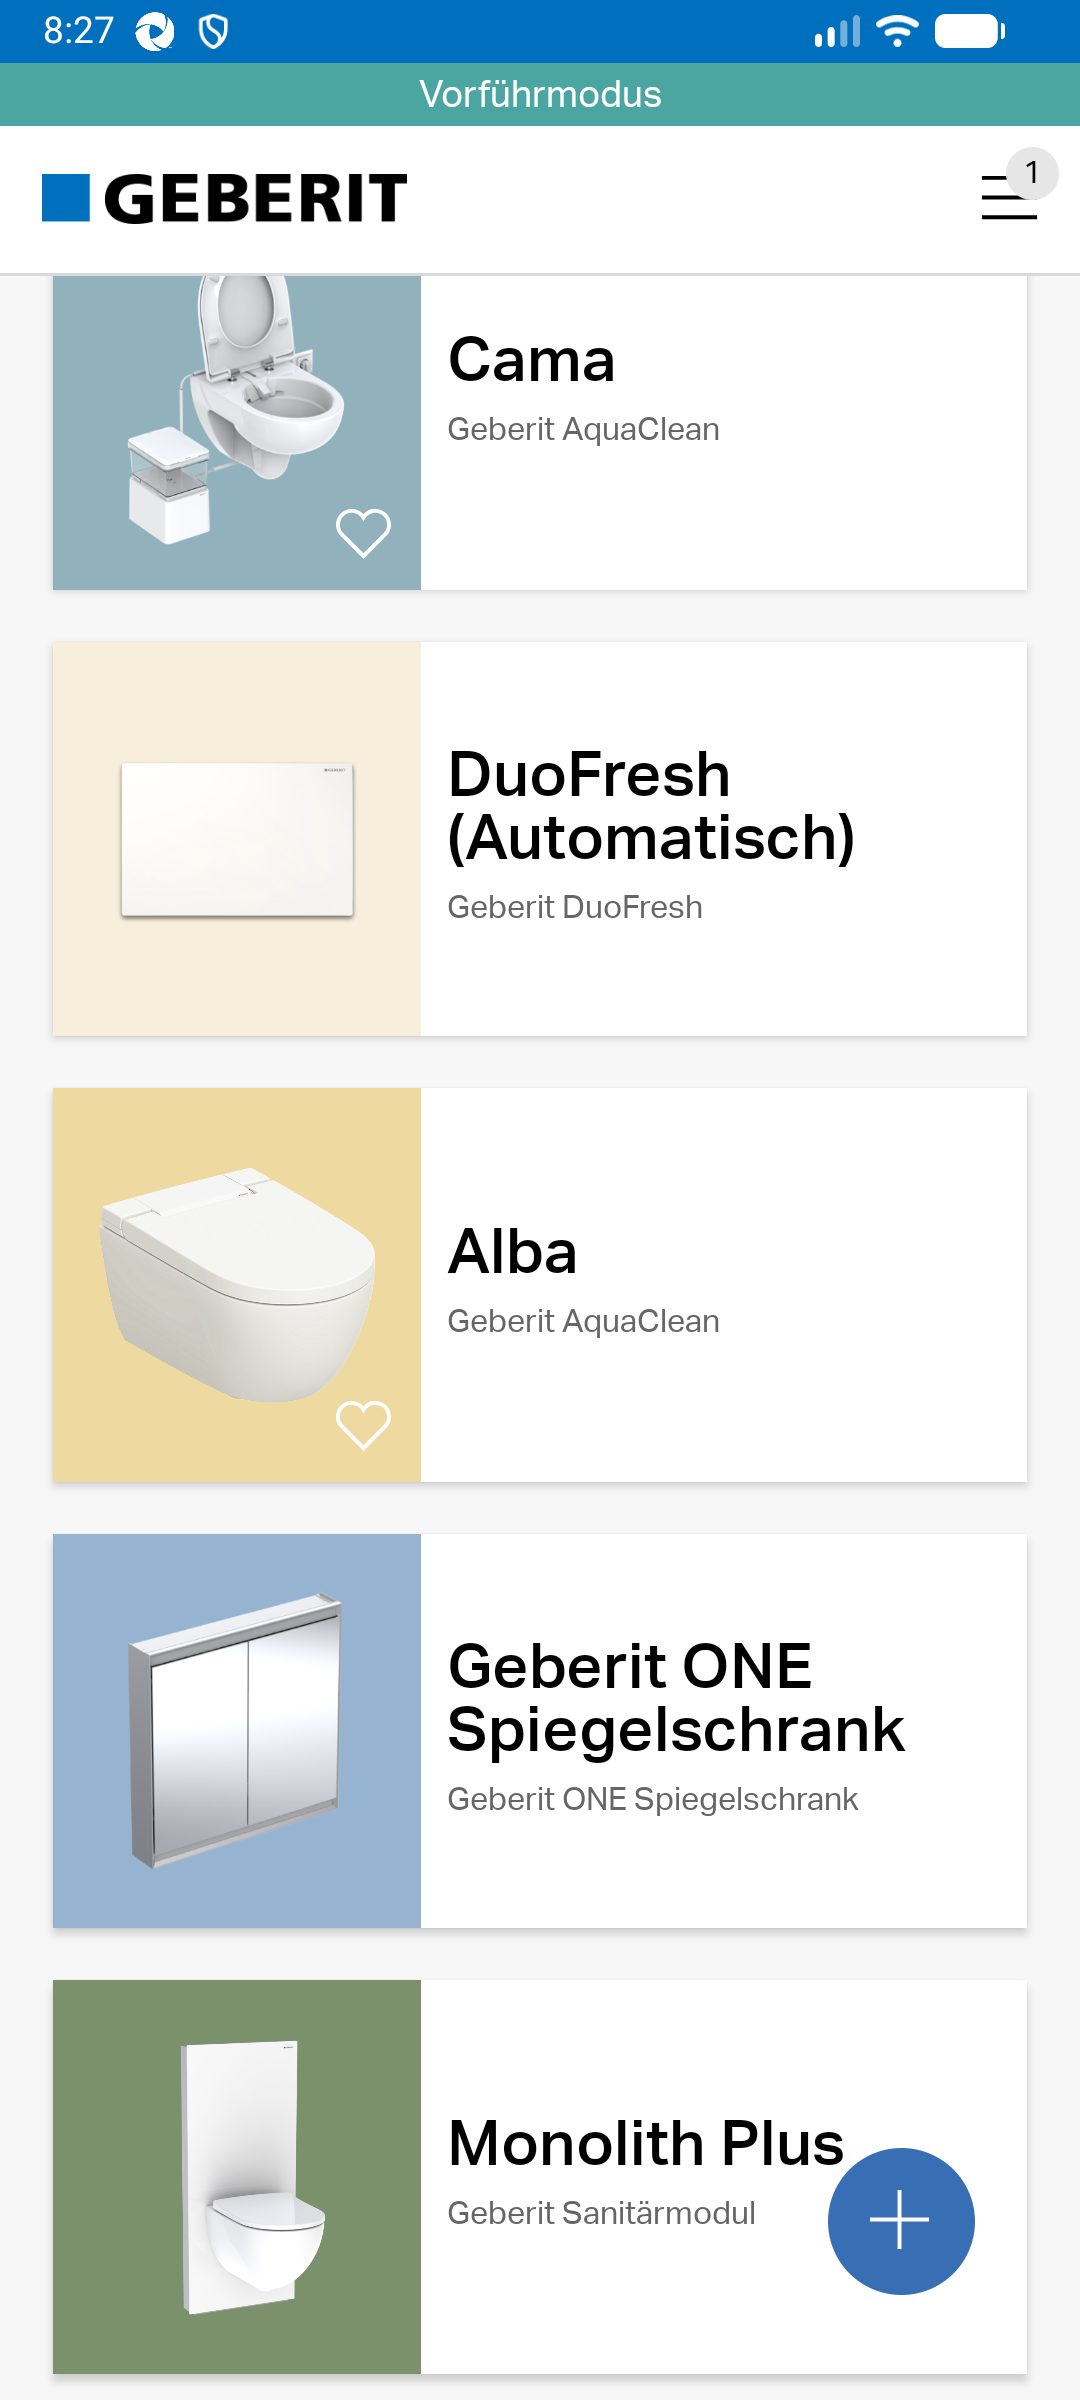 8:27
Vorführmodus
GEBERIT
1
Cama
Geberit AquaClean
DuoFresh
(Automatisch)
Geberit DuoFresh
Alba
Geberit AquaClean
Geberit ONE
Spiegelschrank
Geberit ONE Spiegelschrank
Monolith Plus
Geberit Sanitärmodul